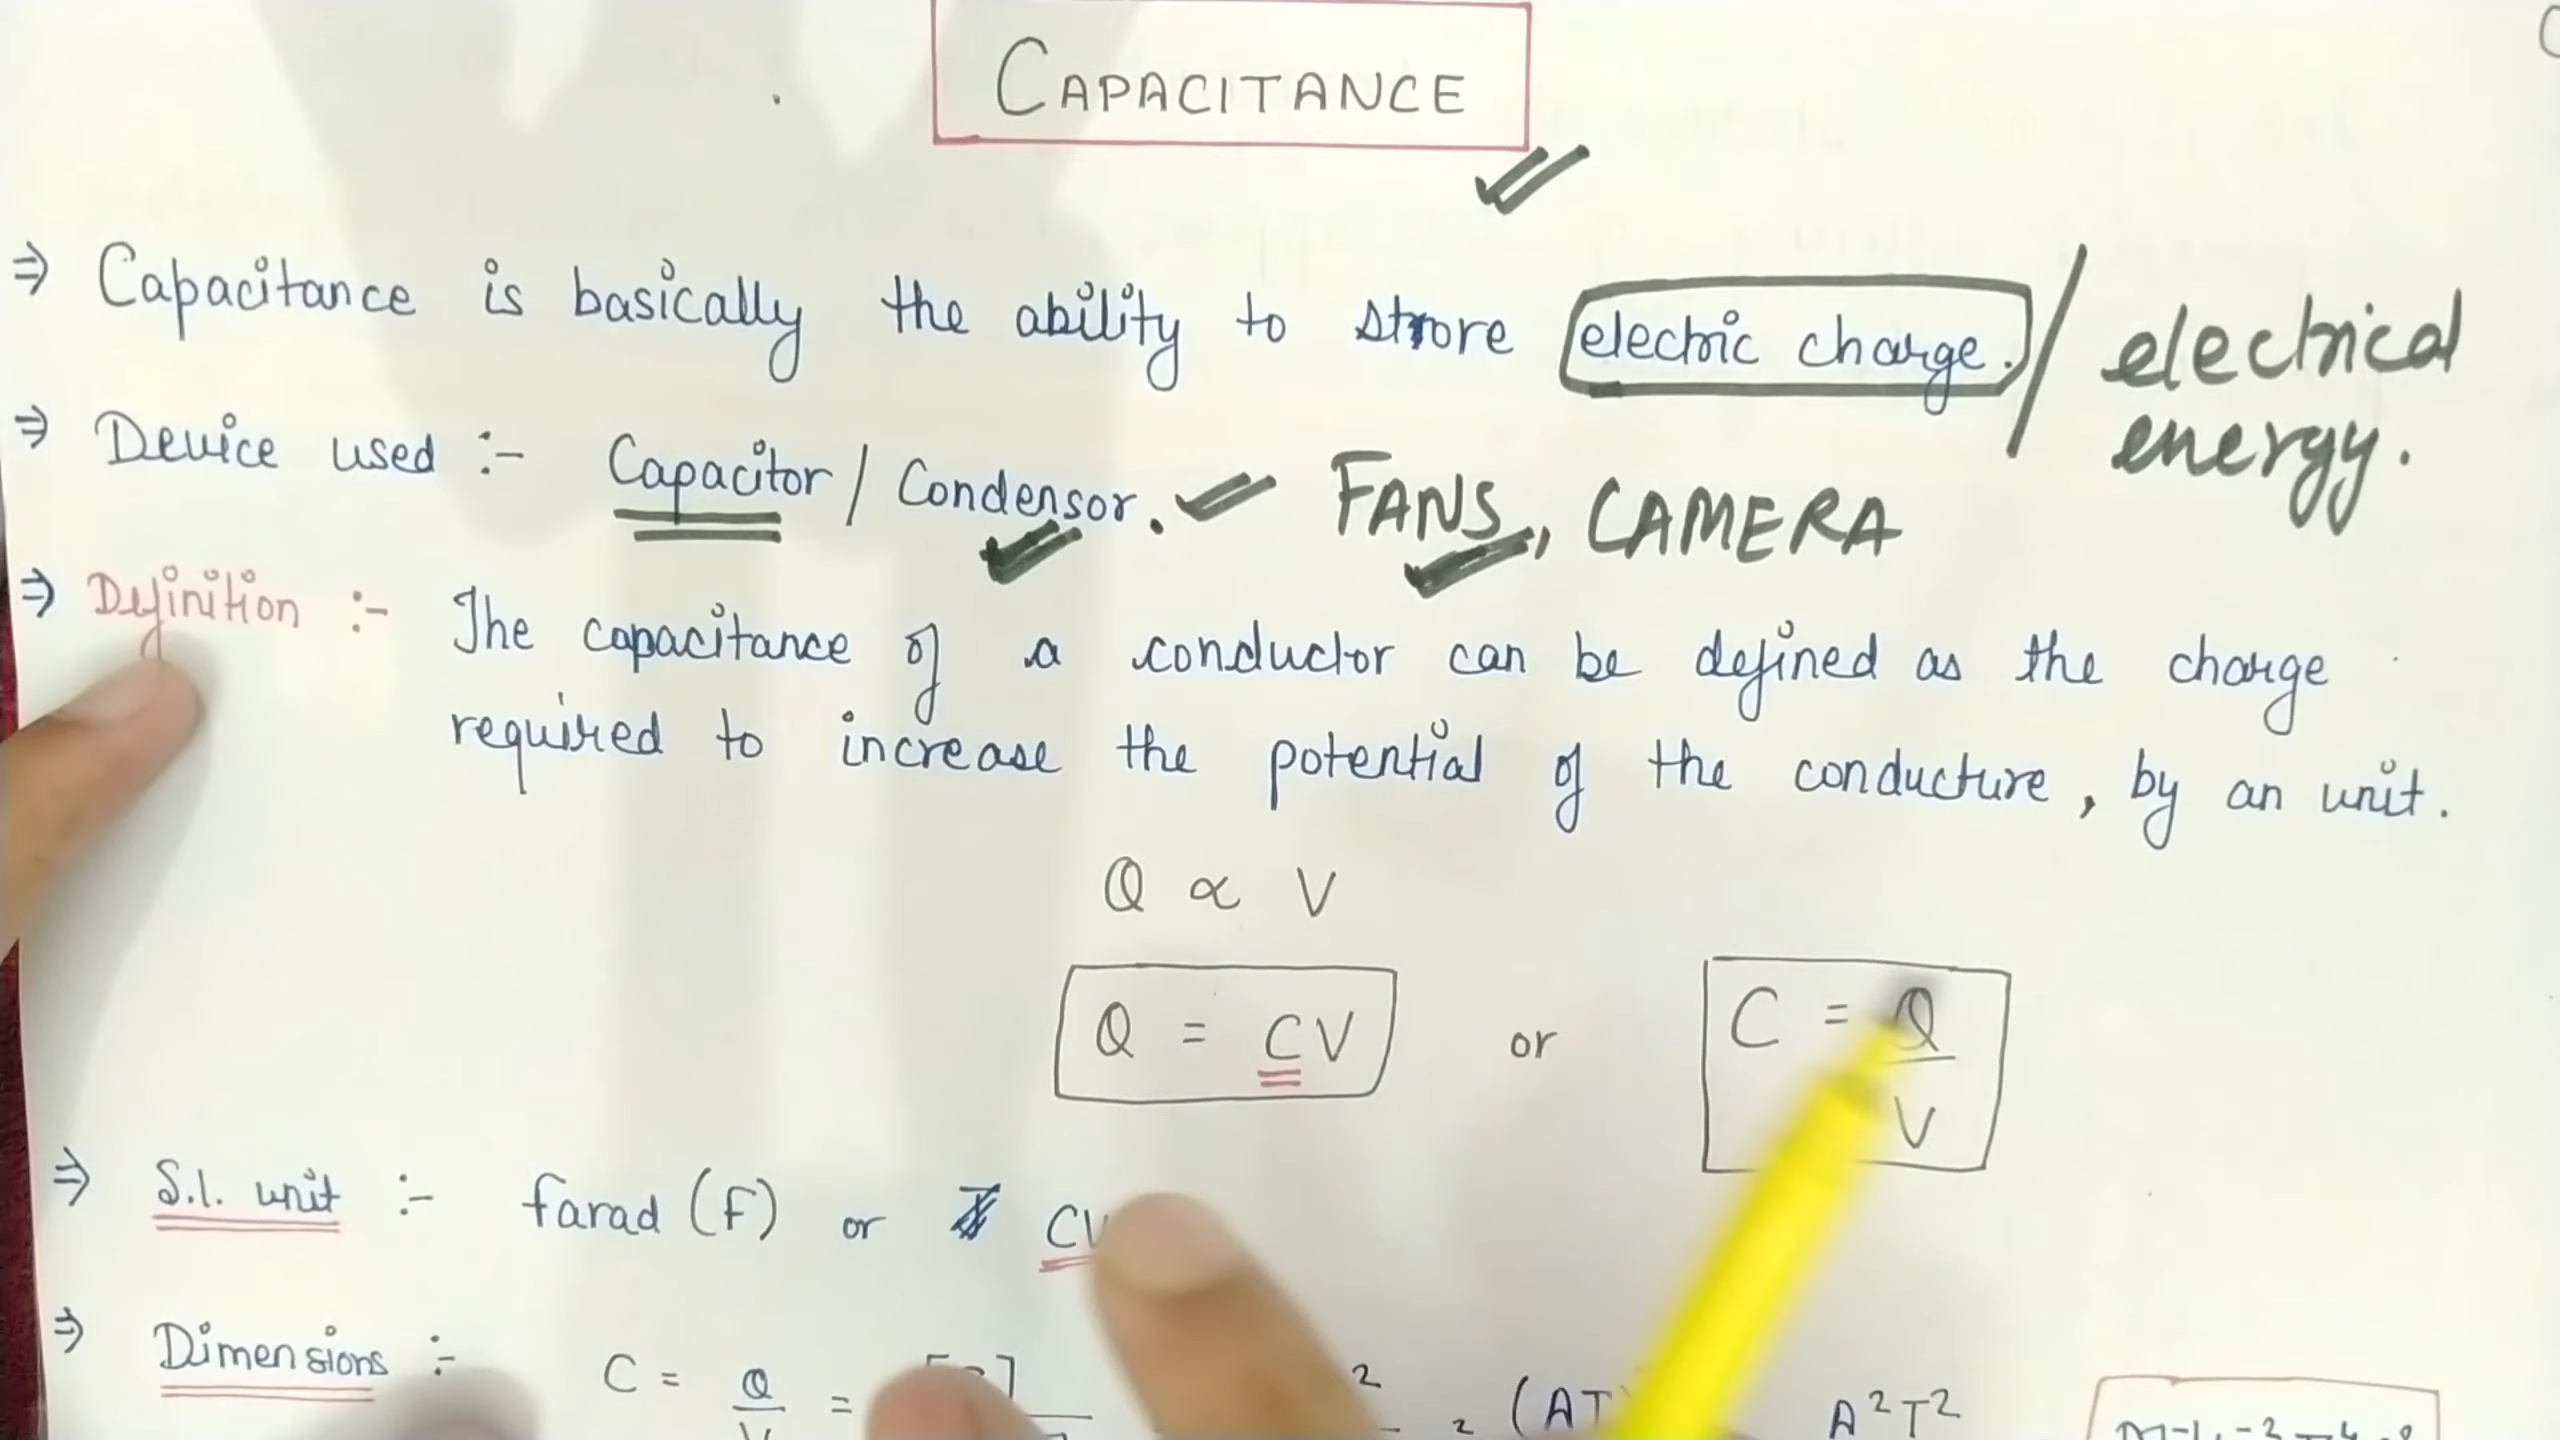 CAPACITANCE
⇒ Capacitance is basically the ability to store electric charge. / electrical energy.
⇒ Device used :- Capacitor / Condensor. FANS, CAMERA
⇒ Definition :- The capacitance of a conductor can be defined as the charge
required to increase the potential of the conducture, by an unit.
Q ∝ V
Q = CV or C = Q/V
⇒ S.I. unit :- farad (F) or
⇒ Dimensions :- C = Q/V = A²T²